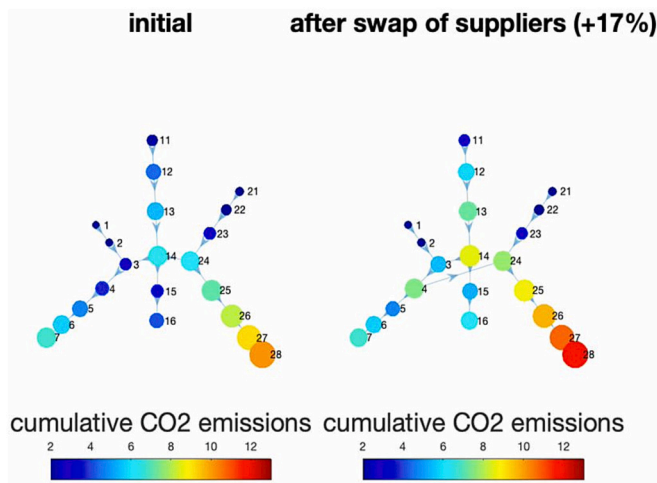 initial
after swap of suppliers (+17%)
11 11
12 21 12 21
1 13 22 1 13 22
2 23 2 23
3 14 24 3 14 24
4 15 25 4 15 25
5 16 26 5 16 26
6 27 6 27
7 28 7 28
cumulative CO2 emissions cumulative CO2 emissions
2 4 6 8 10 12 2 4 6 8 10 12